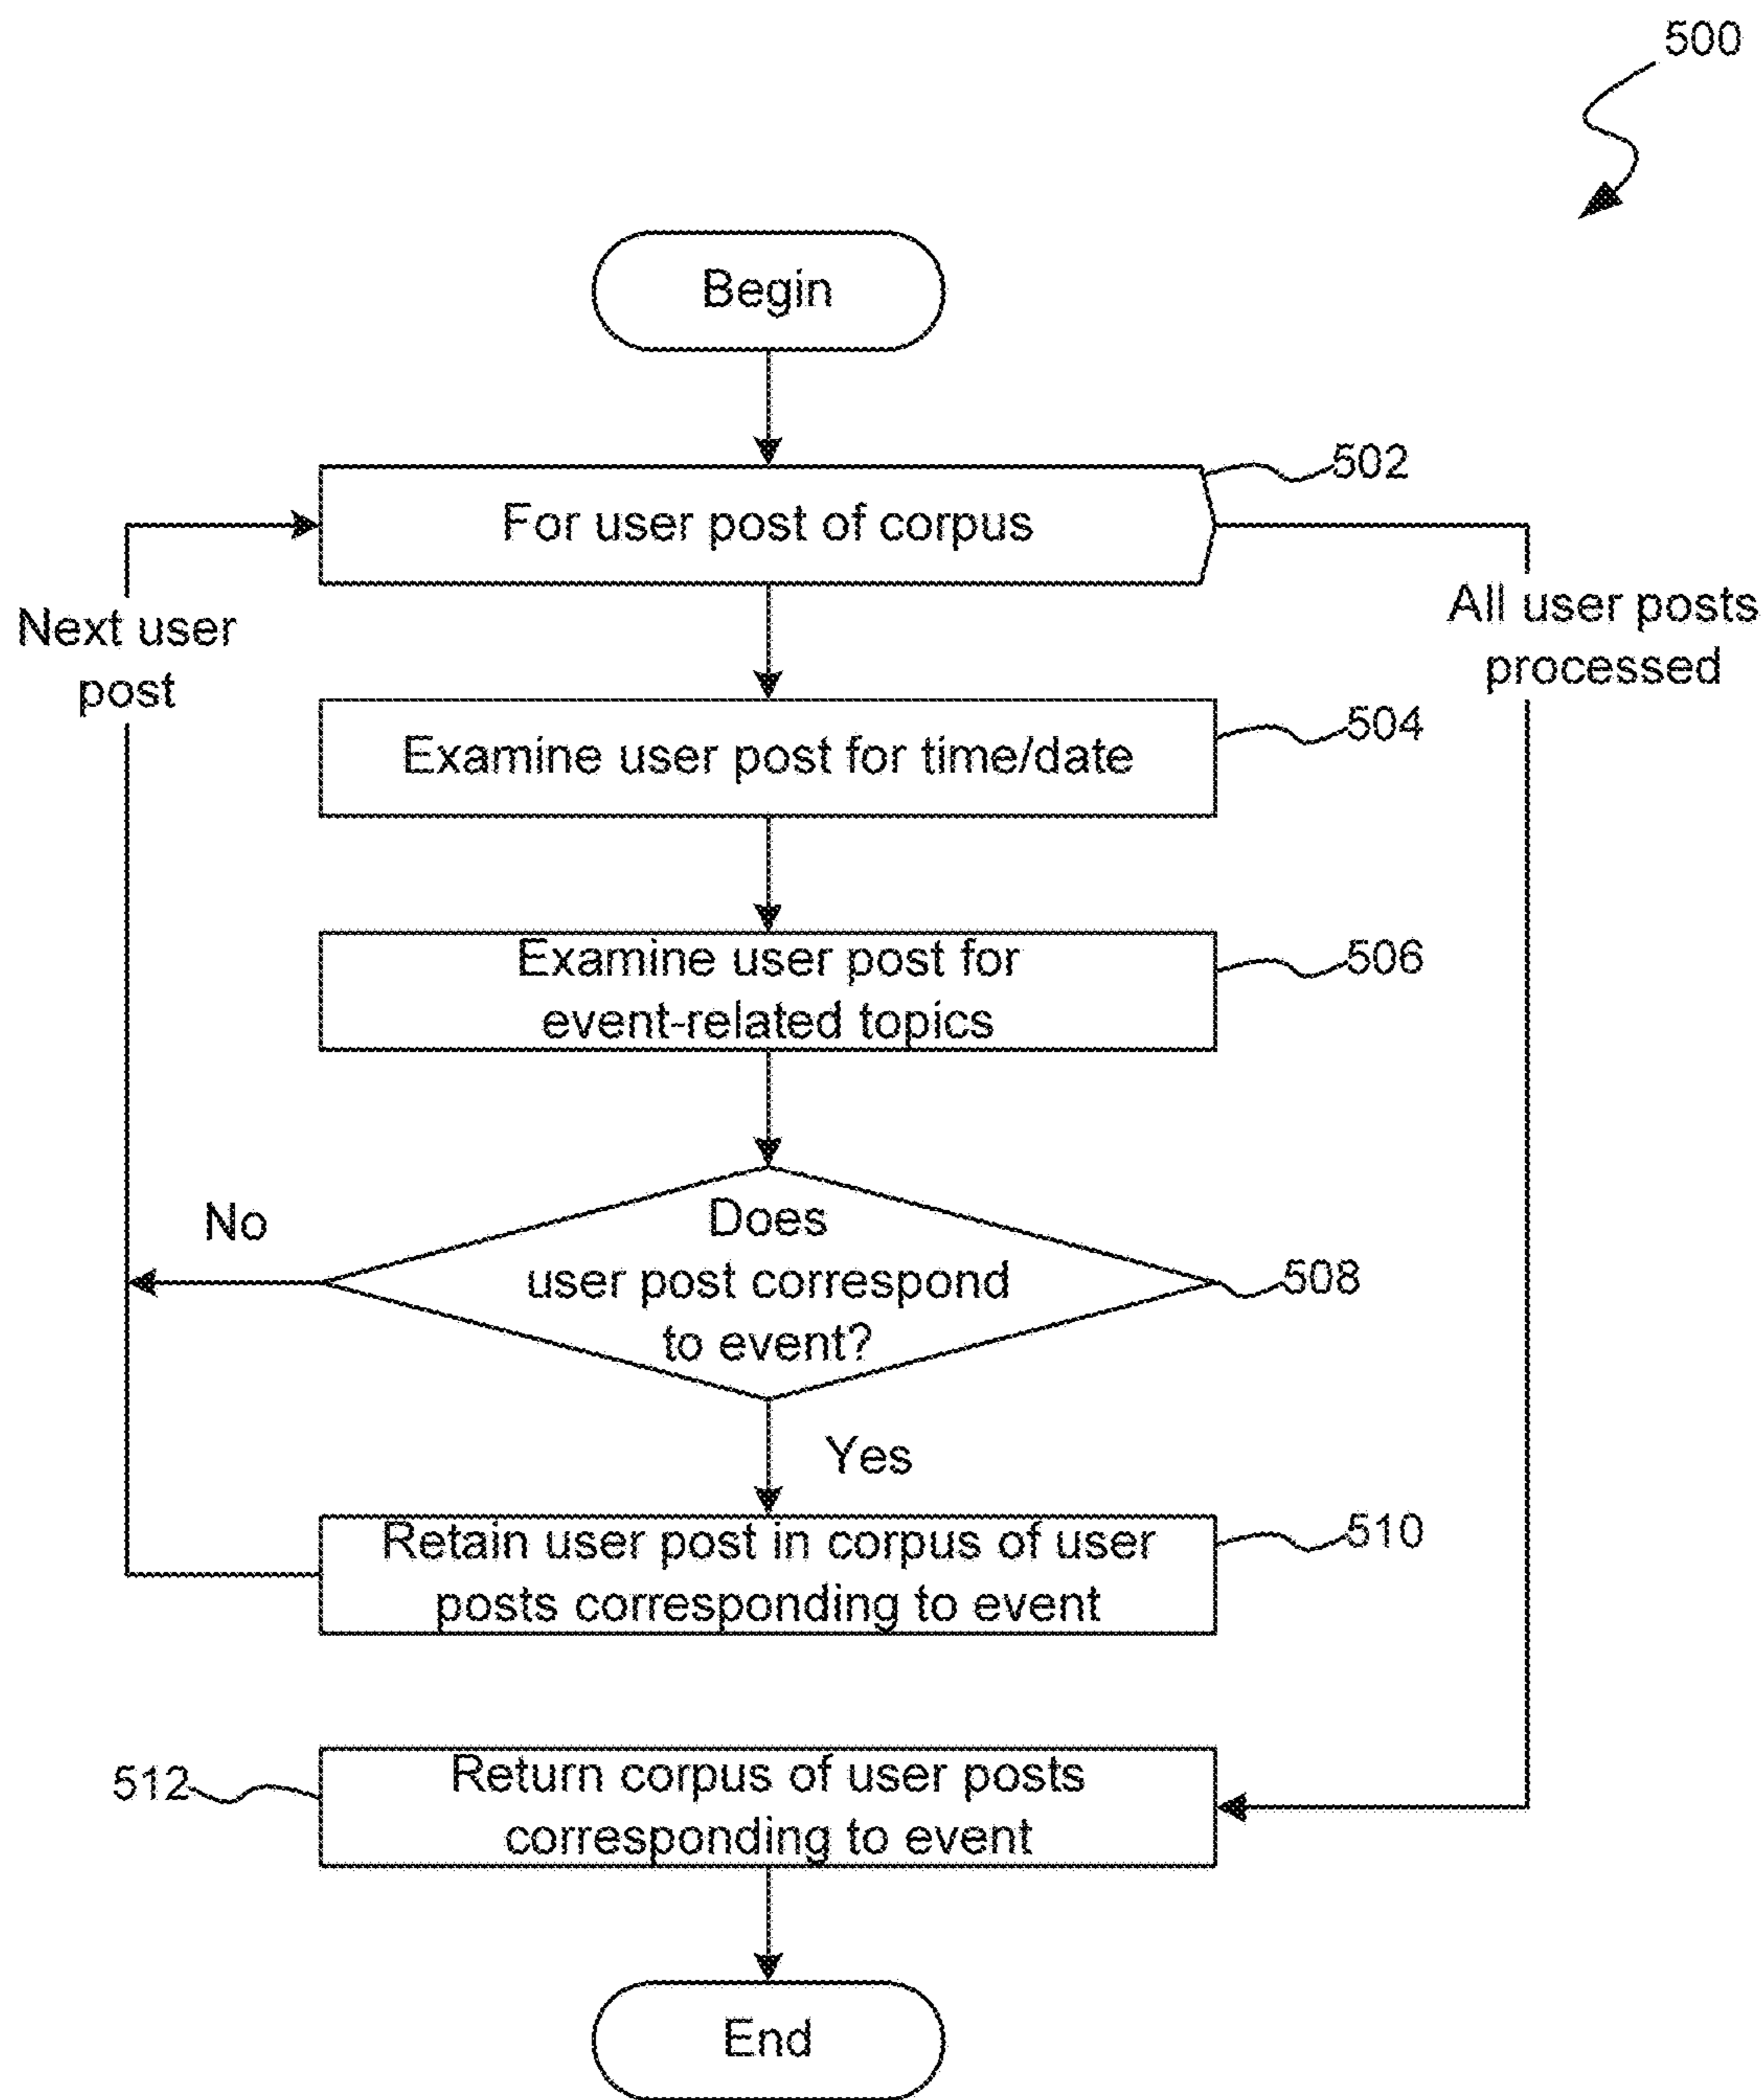 500
Begin
502
For user post of corpus
Next user
post
All user posts
processed
504
Examine user post for time/date
Examine user post for
event-related topics
506
No
Does
user post correspond
to event?
508
Yes
Retain user post in corpus of user
posts corresponding to event
510
512
Return corpus of user posts
corresponding to event
End